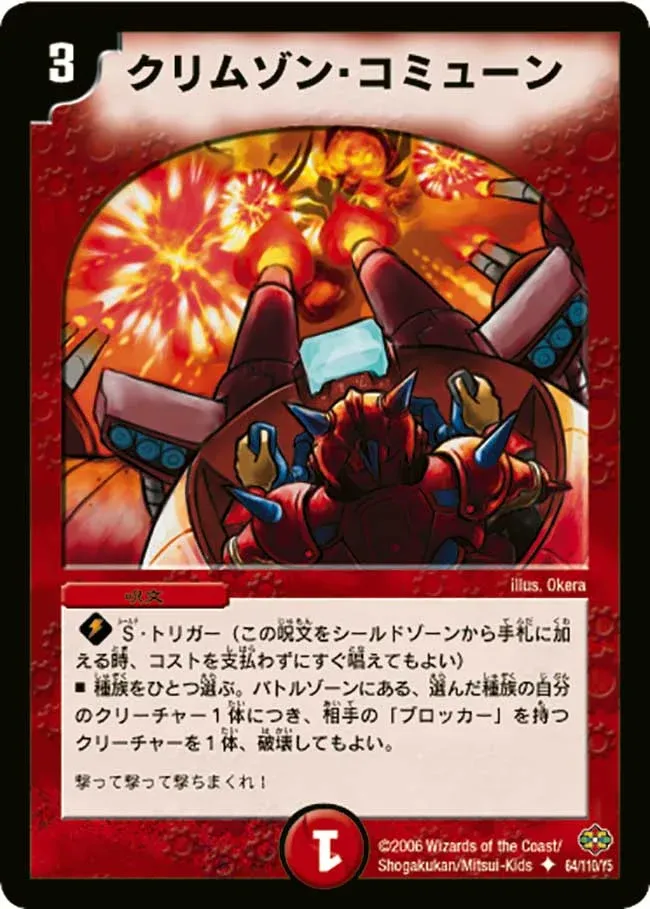 3
クリムゾン・コミューン
illus. Okera
呪文
S・トリガー（この呪文をシールドゾーンから手札に加
える時、コストを支払わずにすぐ唱えてもよい）
■ 種族をひとつ選ぶ。バトルゾーンにある、選んだ種族の自分
のクリーチャー１体につき、相手の「ブロッカー」を持つ
クリーチャーを１体、破壊してもよい。
撃って撃って撃ちまくれ！
1
©2006 Wizards of the Coast/
Shogakukan/Mitsui-Kids
64/110/Y5